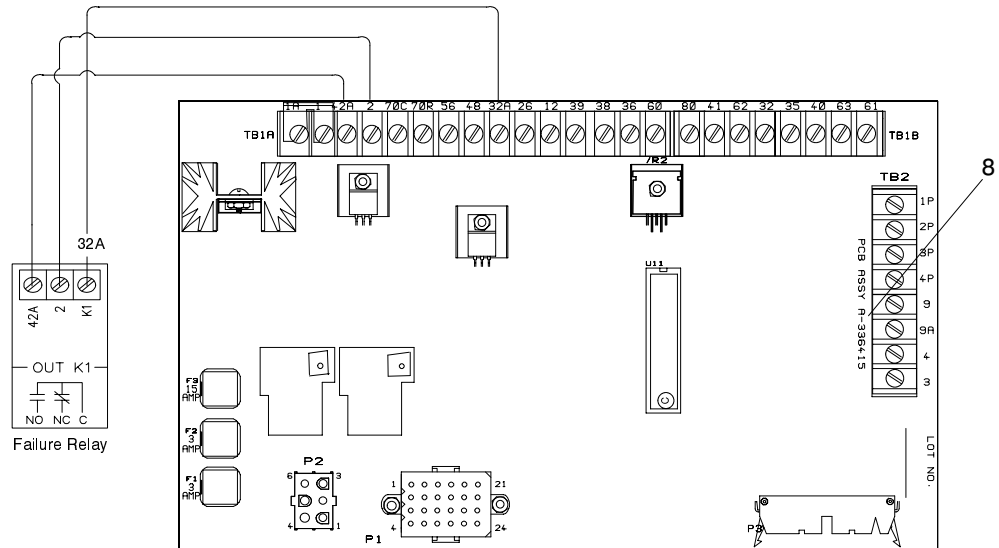 1A 1 42A 2 70C 70R 56 48 32A 26 12 39 38 36 60 80 41 62 32 35 40 63 61
TB1A
TB1B
/R2
TB2
8
1P
2P
3P
4P
9
9A
4
3
PCB ASSY A-336415
U11
C
32A
42A 2 K1
OUT K1
NO NC C
Failure Relay
F3
15
AMP
F2
3
AMP
F1
3
AMP
P2
6 3
4 1
P1
1 21
4 24
P3
LOT NO.